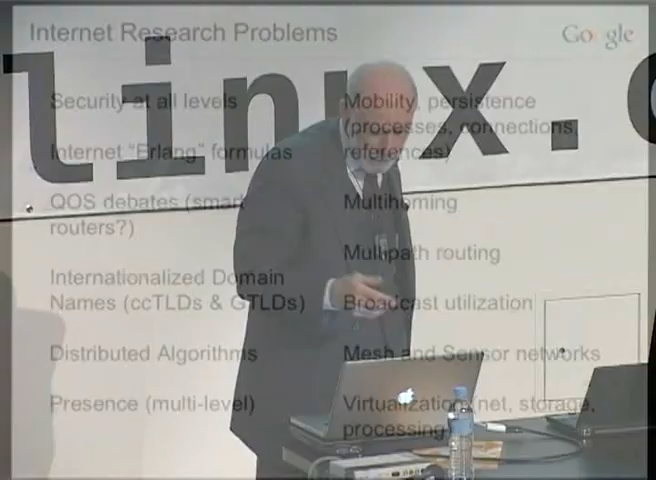 Internet Research Problems
Google
linux.
Security at all levels
Internet "Erlang" formulas
QOS debates (smart
routers?)
Internationalized Domain
Names (ccTLDs & GTLDs)
Distributed Algorithms
Presence (multi-level)
Mobility, persistence
(processes, connections,
references)
Multihoming
Multipath routing
Broadcast utilization
Mesh and Sensor networks
Virtualization (net, storage,
processing)